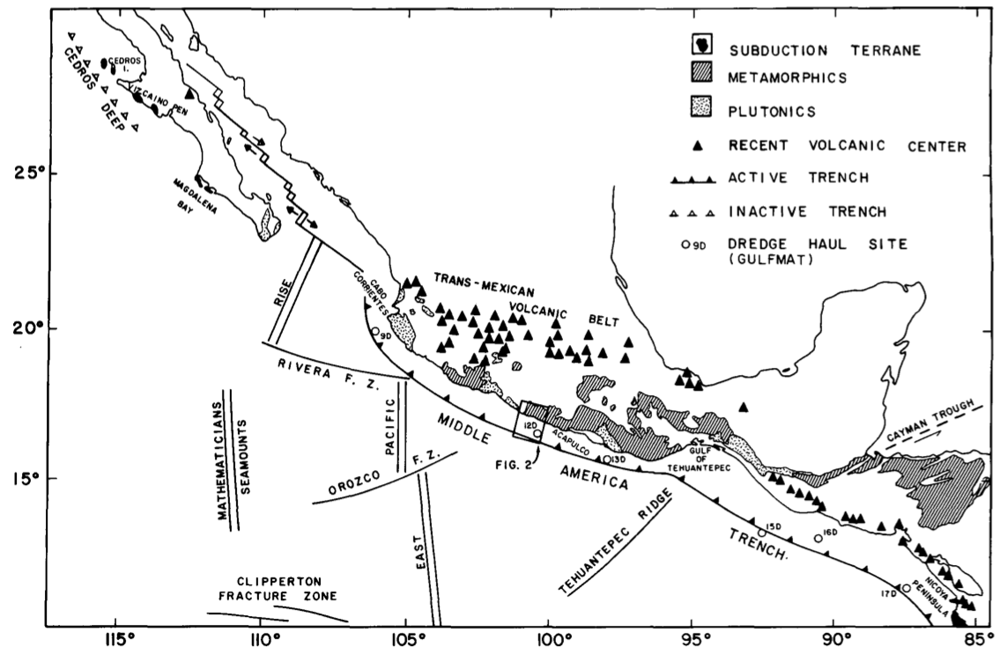 SUBDUCTION TERRANE
METAMORPHICS
PLUTONICS
RECENT VOLCANIC CENTER
ACTIVE TRENCH
INACTIVE TRENCH
9D DREDGE HAUL SITE
(GULFMAT)
CEDROS
I.
CEDROS
DEEP
VIZCAINO PEN
MAGDALENA
BAY
25°
20°
15°
RISE
CABO
CORRIENTES
TRANS-MEXICAN
VOLCANIC BELT
9D
RIVERA F. Z.
PACIFIC
MATHEMATICIANS
SEAMOUNTS
MIDDLE
12D
ACAPULCO
13D
FIG. 2
GULF
OF
TEHUANTEPEC
CAYMAN TROUGH
OROZCO F. Z.
AMERICA
EAST
TEHUANTEPEC RIDGE
15D
16D
TRENCH
17D
NICOYA
PENINSULA
CLIPPERTON
FRACTURE ZONE
115°
110°
105°
100°
95°
90°
85°